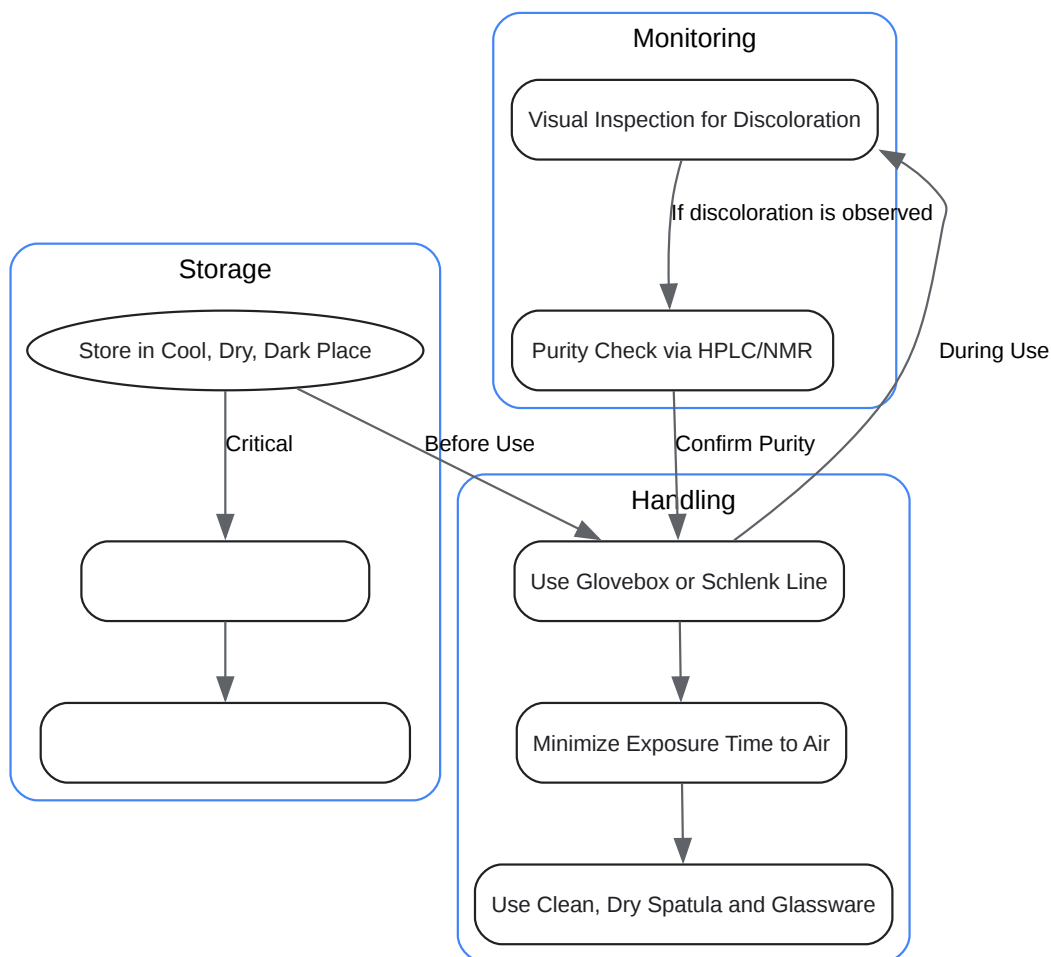 Monitoring
Visual Inspection for Discoloration
If discoloration is observed
Storage
Store in Cool, Dry, Dark Place
Purity Check via HPLC/NMR
During Use
Critical
Before Use
Confirm Purity
Handling
Use Glovebox or Schlenk Line
Minimize Exposure Time to Air
Use Clean, Dry Spatula and Glassware